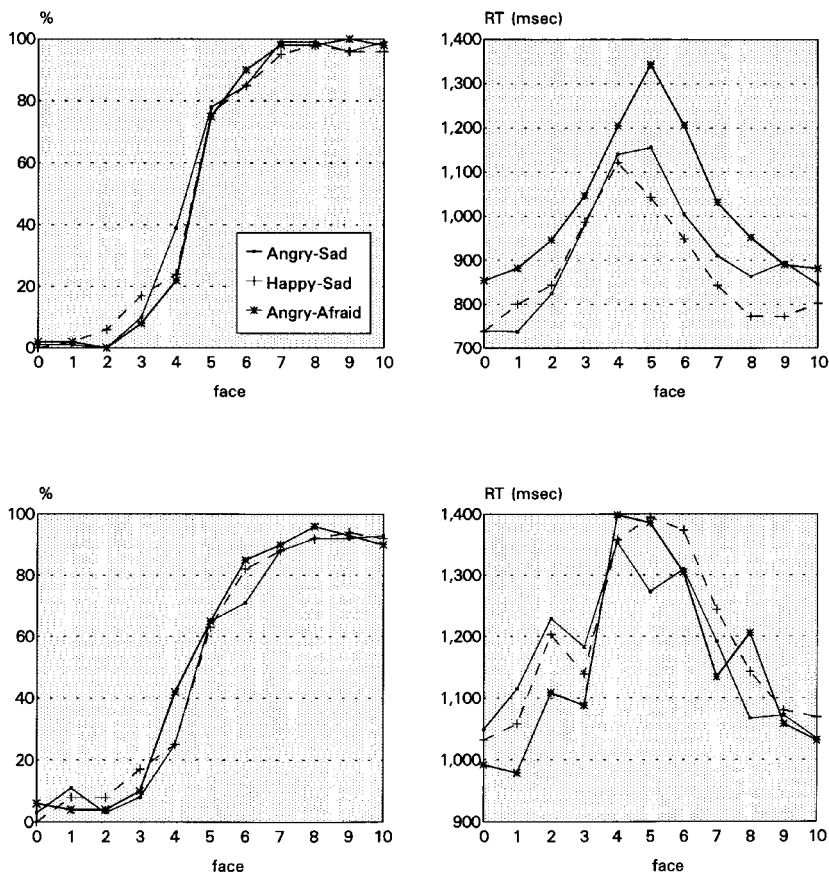 %
100
80
60
40
20
0
0 1 2 3 4 5 6 7 8 9 10
face
Angry-Sad
Happy-Sad
Angry-Afraid
RT (msec)
1,400
1,300
1,200
1,100
1,000
900
800
700
0 1 2 3 4 5 6 7 8 9 10
face
%
100
80
60
40
20
0
0 1 2 3 4 5 6 7 8 9 10
face
RT (msec)
1,400
1,300
1,200
1,100
1,000
900
0 1 2 3 4 5 6 7 8 9 10
face